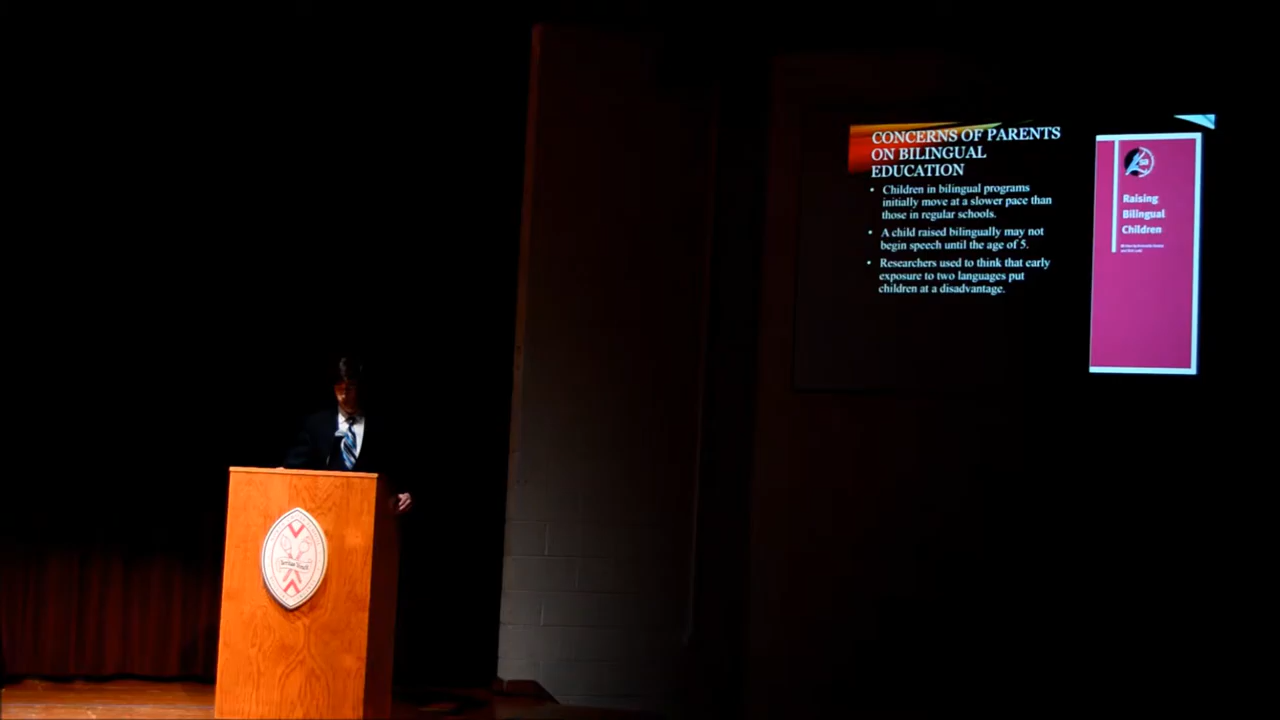 CONCERNS OF PARENTS
ON BILINGUAL
EDUCATION
• Children in bilingual programs
initially move at a slower pace than
those in regular schools.
• A child raised bilingually may not
begin speech until the age of 5.
• Researchers used to think that early
exposure to two languages put
children at a disadvantage.
Raising
Bilingual
Children